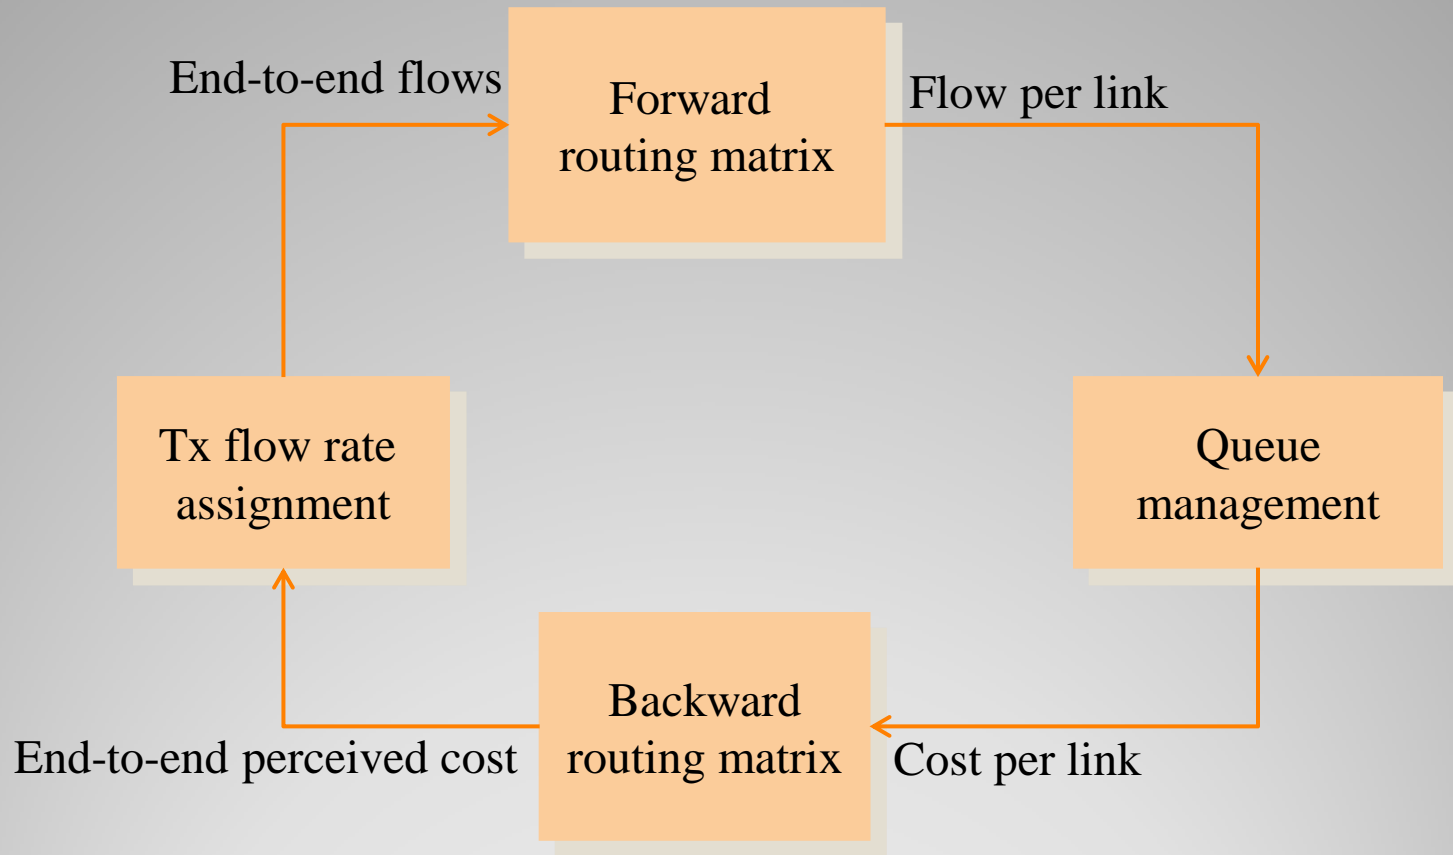 End-to-end flows
Forward
routing matrix
Flow per link
Tx flow rate
assignment
Queue
management
Backward
routing matrix
End-to-end perceived cost
Cost per link